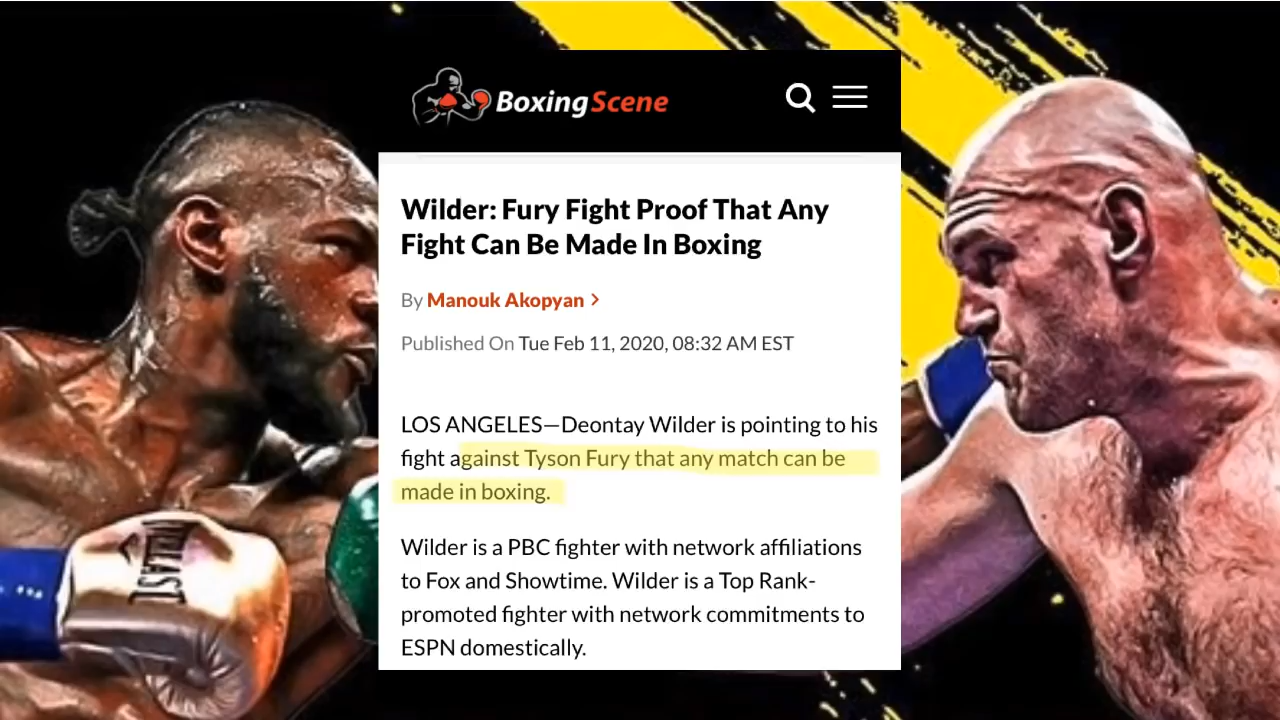 BoxingScene
Wilder: Fury Fight Proof That Any
Fight Can Be Made In Boxing
By Manouk Akopyan >
Published On Tue Feb 11, 2020, 08:32 AM EST
LOS ANGELES—Deontay Wilder is pointing to his
fight against Tyson Fury that any match can be
made in boxing.
Wilder is a PBC fighter with network affiliations
to Fox and Showtime. Wilder is a Top Rank-
promoted fighter with network commitments to
ESPN domestically.